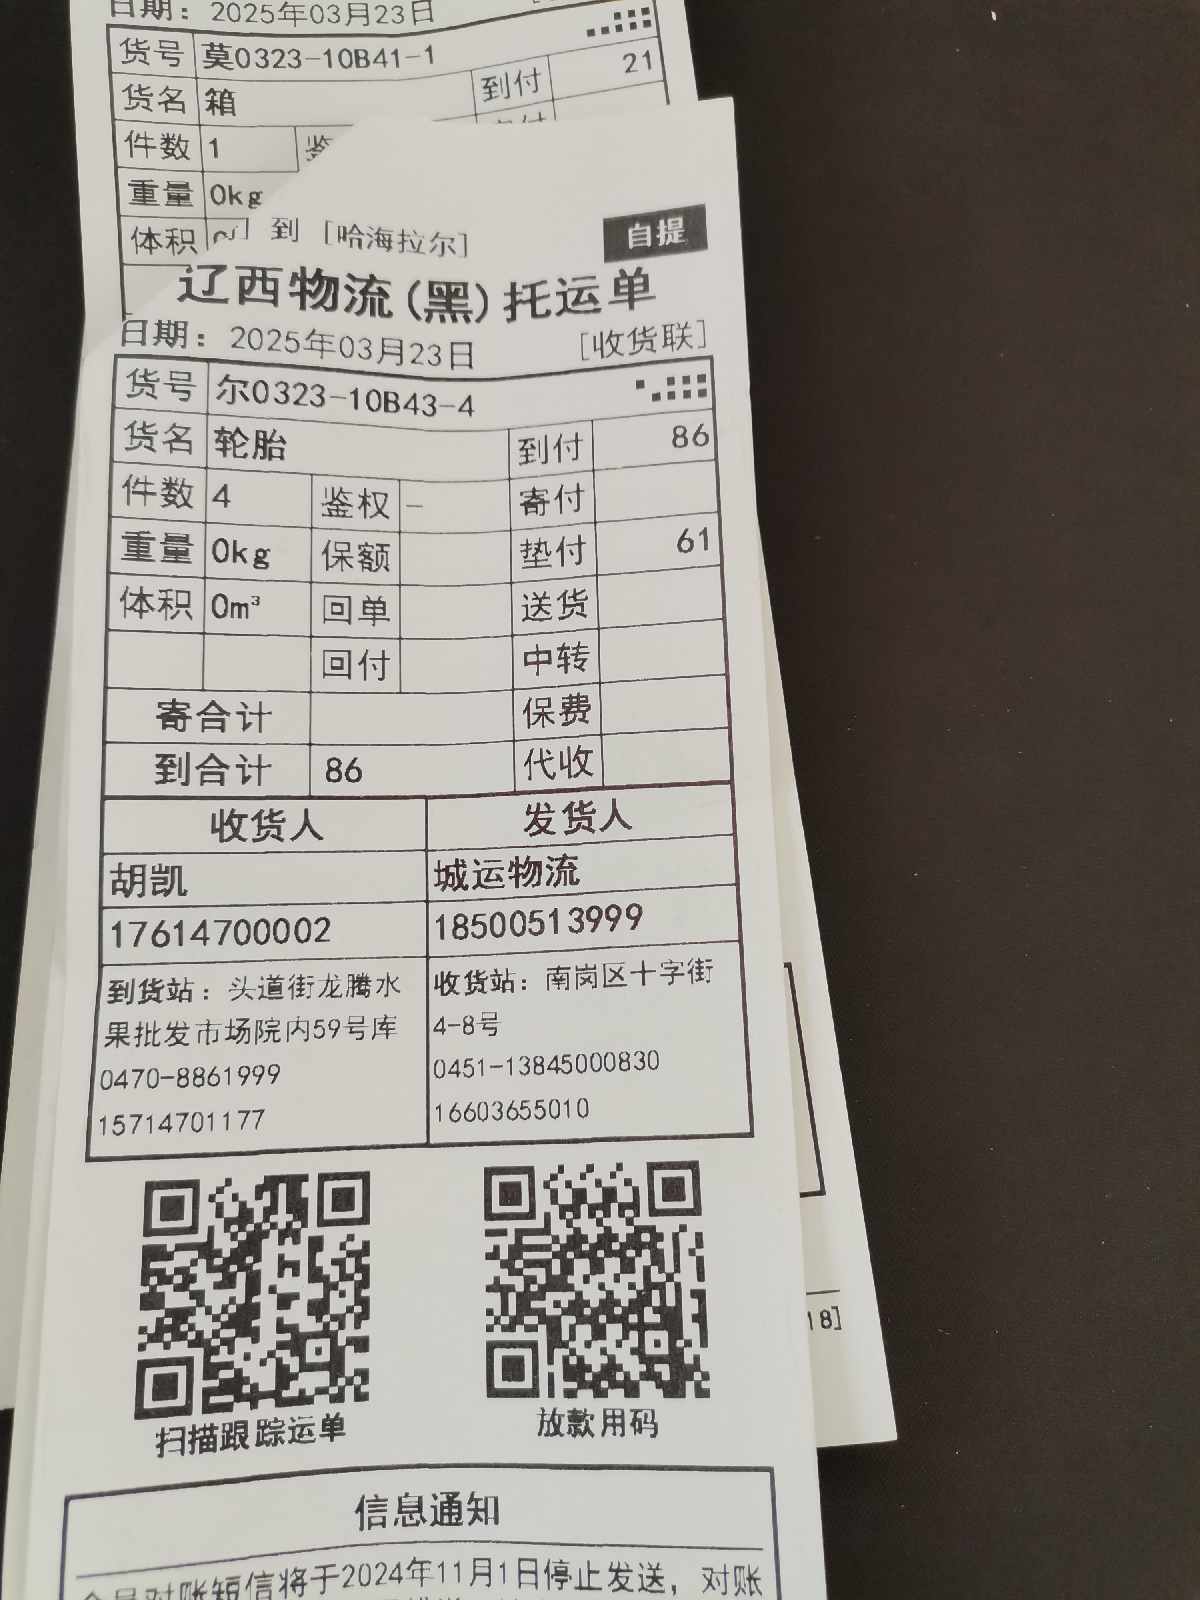 日期：2025年03月23日
货号 莫0323-10B41-1
货名 箱 到付 21
件数 1
重量 0kg
体积
到 [哈海拉尔] 自提
辽西物流(黑)托运单
日期：2025年03月23日 [收货联]
货号 尔0323-10B43-4
货名 轮胎 到付 86
件数 4 鉴权 - 寄付
重量 0kg 保额 垫付 61
体积 0m³ 回单 送货
回付 中转
寄合计 保费
到合计 86 代收
收货人 发货人
胡凯 城运物流
17614700002 18500513999
到货站：头道街龙腾水
果批发市场院内59号库
0470-8861999
15714701177
收货站：南岗区十字街
4-8号
0451-13845000830
16603655010
扫描跟踪运单 放款用码
18]
信息通知
会员对账短信将于2024年11月1日停止发送，对账